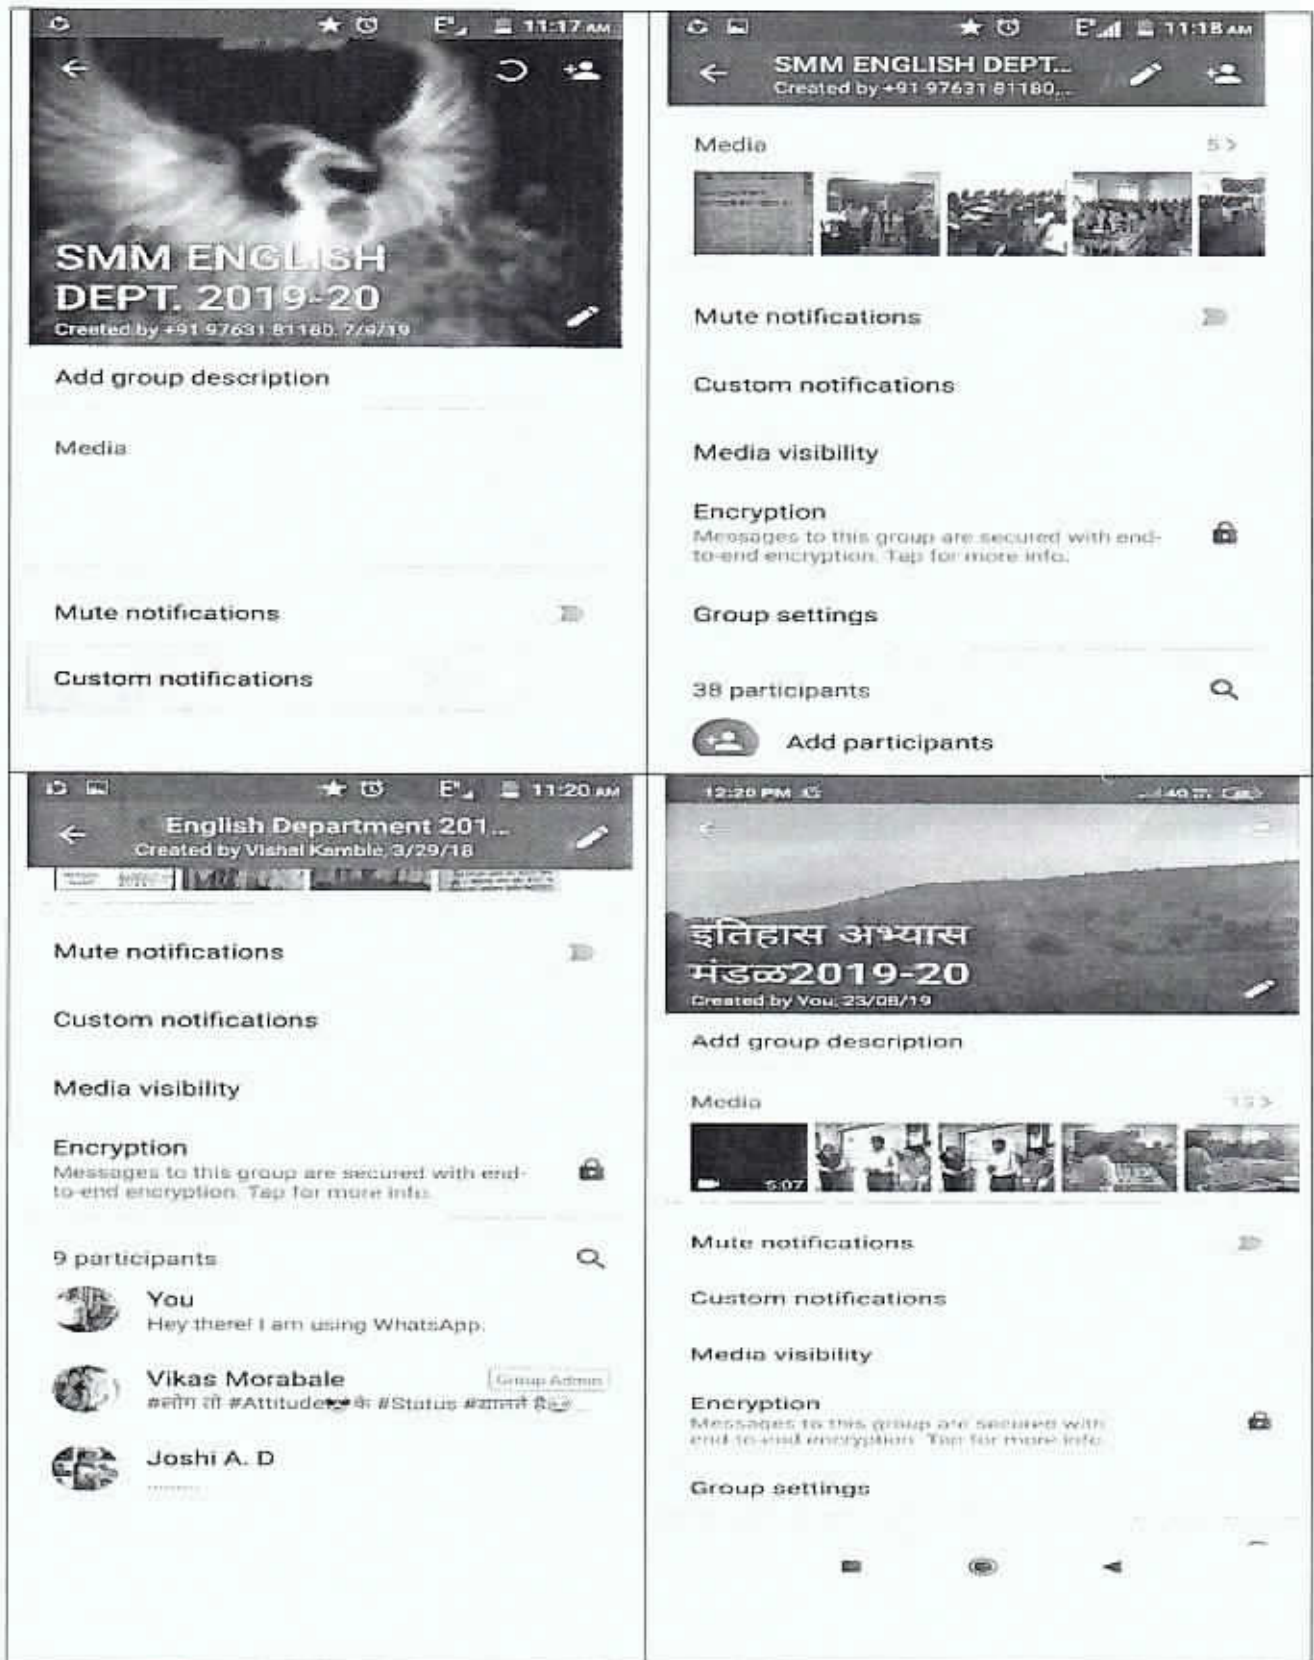 11:17 AM
SMM ENGLISH
DEPT. 2019-20
Created by +91 97631 81180, 7/9/19
Add group description
Media
Mute notifications
Custom notifications
11:18 AM
SMM ENGLISH DEPT...
Created by +91 97631 81180,...
Media
5 >
Mute notifications
Custom notifications
Media visibility
Encryption
Messages to this group are secured with end-
to-end encryption. Tap for more info.
Group settings
38 participants
Add participants
11:20 AM
English Department 201...
Created by Vishal Kamble, 3/29/18
Mute notifications
Custom notifications
Media visibility
Encryption
Messages to this group are secured with end-
to-end encryption. Tap for more info.
9 participants
You
Hey there! I am using WhatsApp.
Vikas Morabale
Group Admin
#लोग तो #Attitude के #Status #डालते है
Joshi A. D
.........
12:20 PM
4G
इतिहास अभ्यास
मंडळ2019-20
Created by You, 23/08/19
Add group description
Media
5:07
Mute notifications
Custom notifications
Media visibility
Encryption
Messages to this group are secured with
end-to-end encryption. Tap for more info.
Group settings